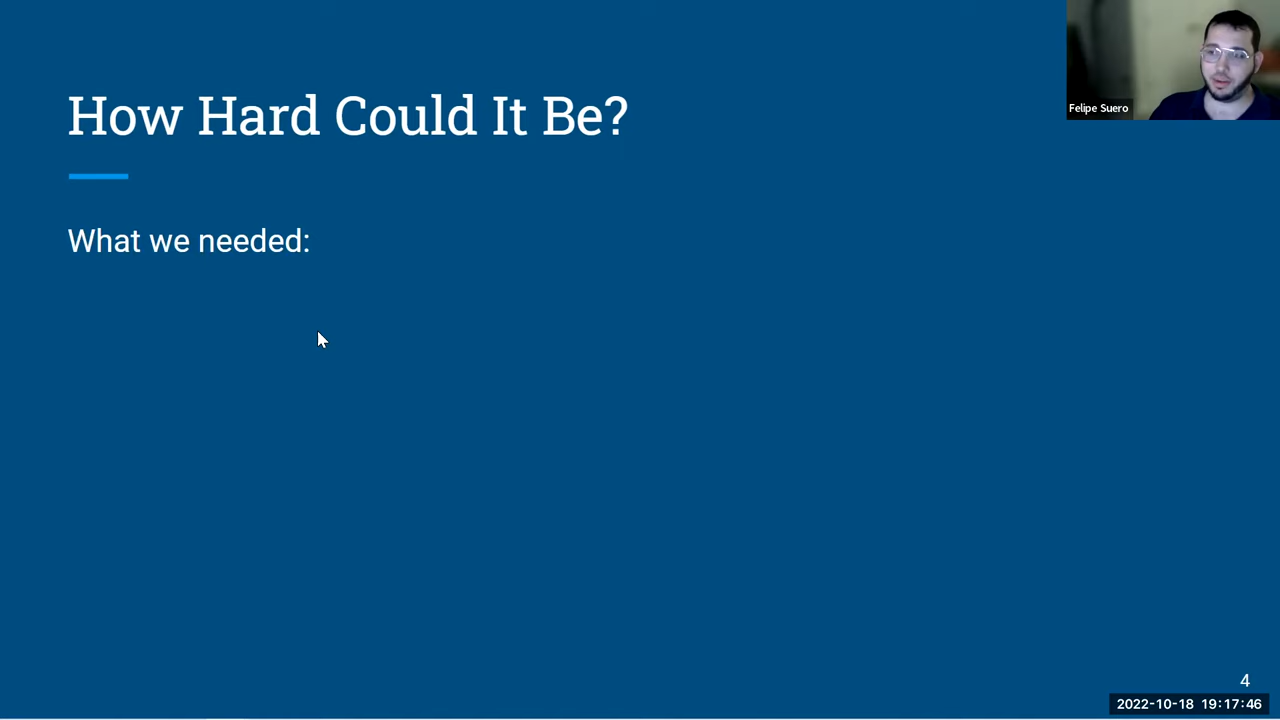 How Hard Could It Be?
Felipe Suero
What we needed:
4
2022-10-18 19:17:46